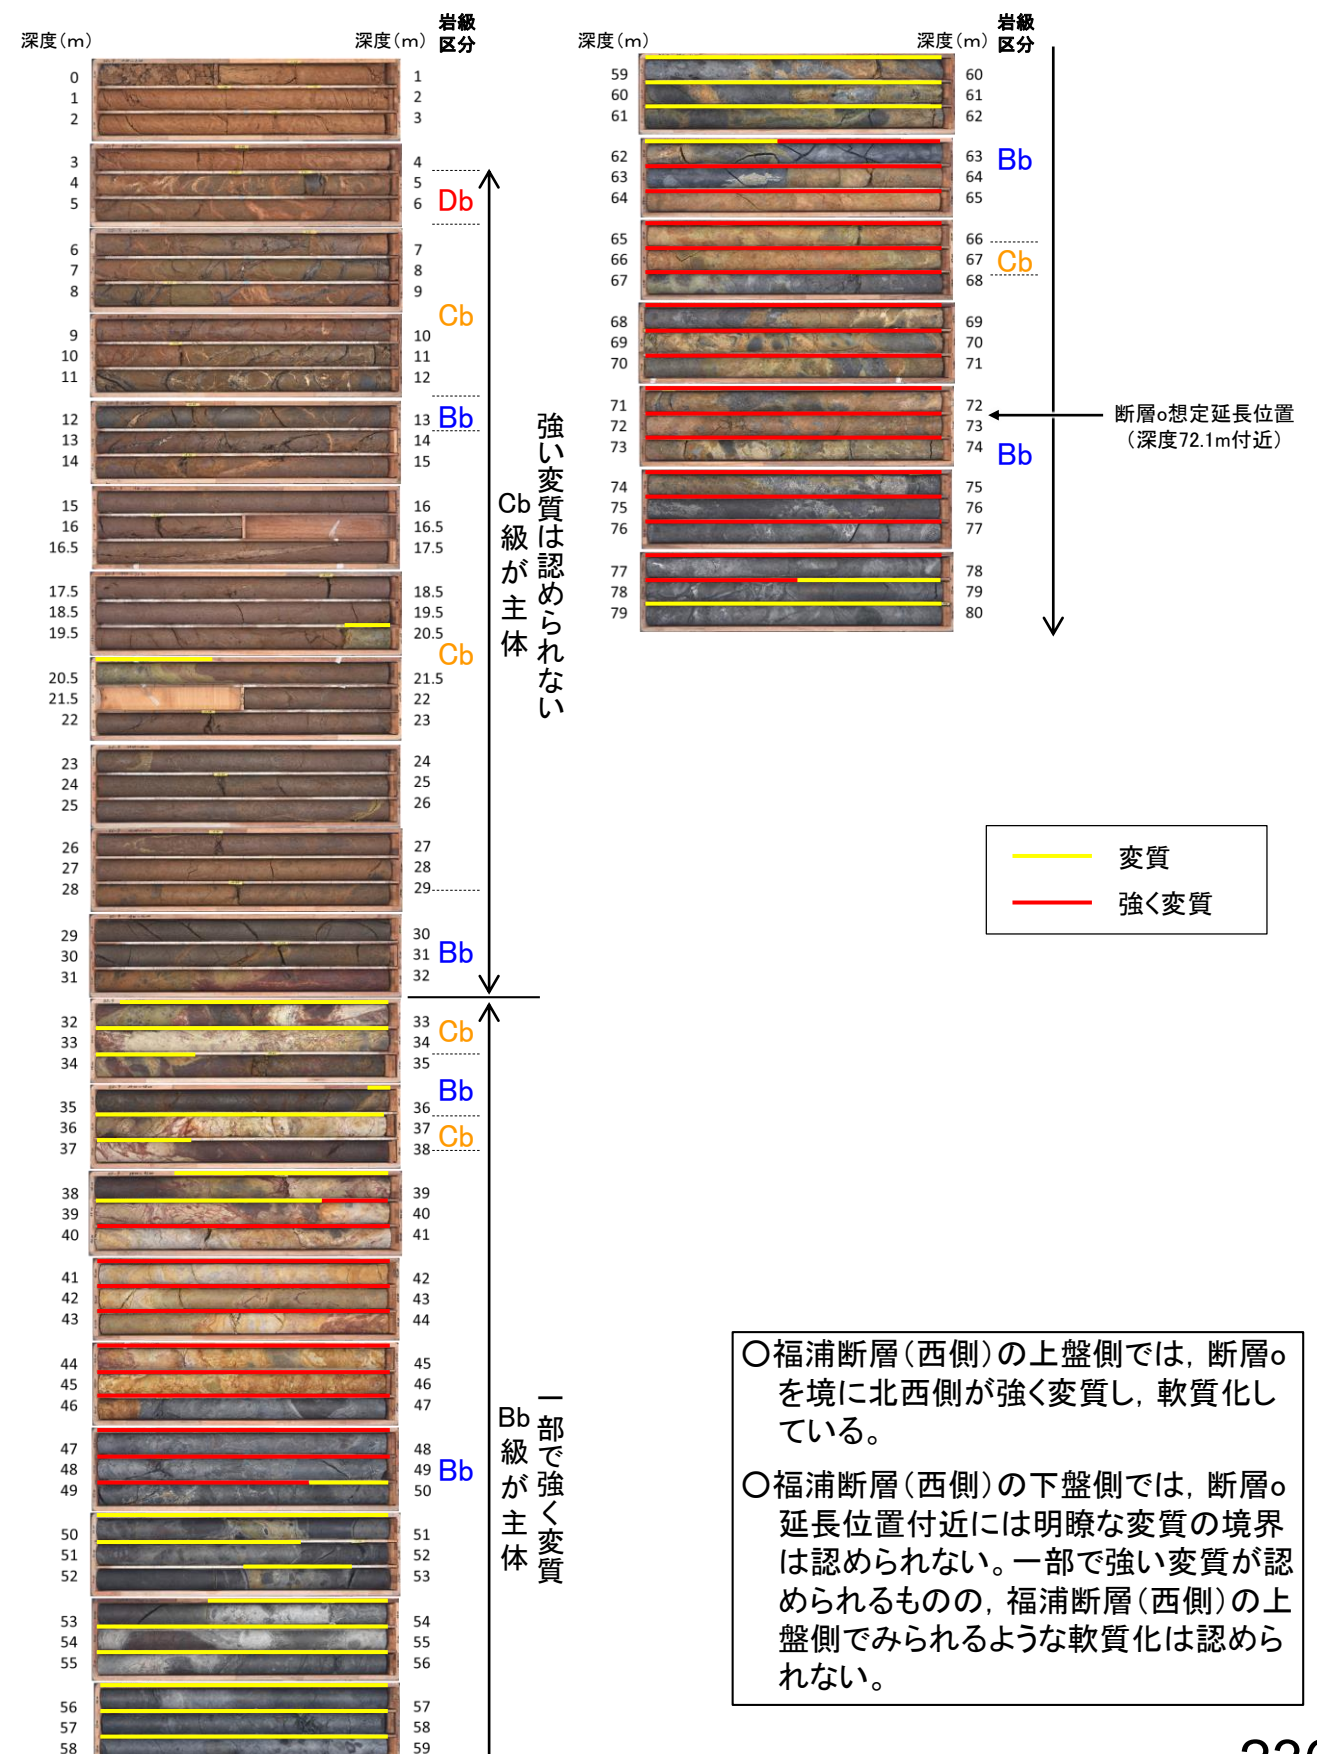 深度(m)
深度(m)
岩級
区分
0 1
1 2
2 3
3 4
4 5
5 6
Db
6 7
7 8
8 9
Cb
9 10
10 11
11 12
12 13
Bb
13 14
14 15
15 16
16 16.5
16.5 17.5
17.5 18.5
18.5 19.5
19.5 20.5
Cb
20.5 21.5
21.5 22
22 23
23 24
24 25
25 26
26 27
27 28
28 29
29 30
30 31
Bb
31 32
32 33
Cb
33 34
34 35
Bb
35 36
36 37
Cb
37 38
38 39
39 40
40 41
41 42
42 43
43 44
44 45
45 46
46 47
47 48
48 49
Bb
49 50
50 51
51 52
52 53
53 54
54 55
55 56
56 57
57 58
58 59
強い変質は認められない
Cb級が主体
一部で強く変質
Bb級が主体
深度(m)
深度(m)
岩級
区分
59 60
60 61
61 62
62 63
Bb
63 64
64 65
65 66
66 67
Cb
67 68
68 69
69 70
70 71
71 72
72 73
73 74
Bb
74 75
75 76
76 77
77 78
78 79
79 80
断層o想定延長位置
(深度72.1m付近)
変質
強く変質
○福浦断層(西側)の上盤側では,断層o
を境に北西側が強く変質し,軟質化し
ている。
○福浦断層(西側)の下盤側では,断層o
延長位置付近には明瞭な変質の境界
は認められない。一部で強い変質が認
められるものの,福浦断層(西側)の上
盤側でみられるような軟質化は認めら
れない。